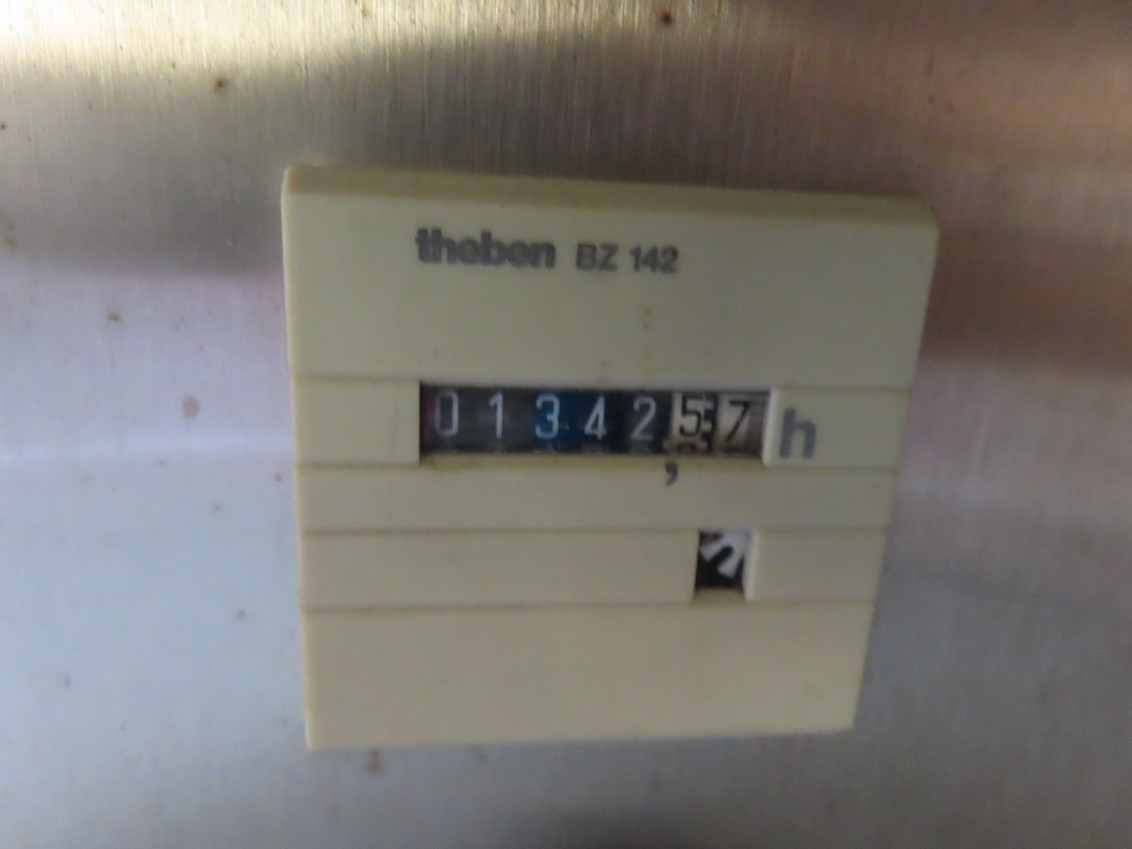 theben BZ 142
0134257 h
,